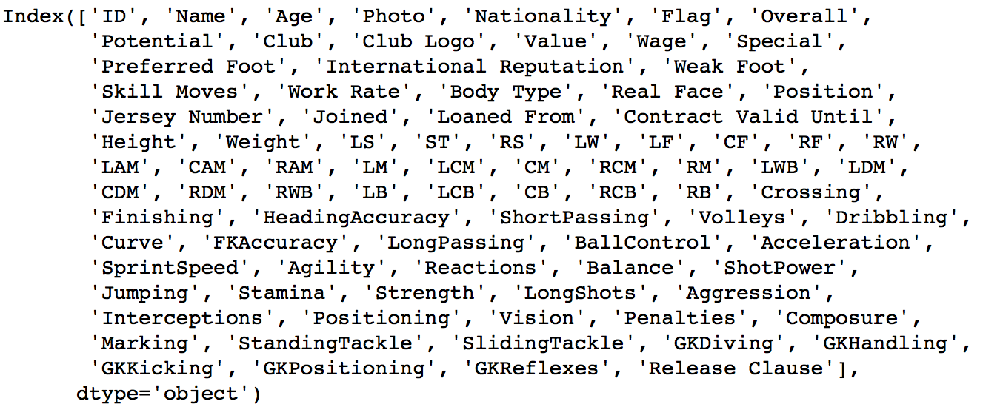 Index(['ID', 'Name', 'Age', 'Photo', 'Nationality', 'Flag', 'Overall',
'Potential', 'Club', 'Club Logo', 'Value', 'Wage', 'Special',
'Preferred Foot', 'International Reputation', 'Weak Foot',
'Skill Moves', 'Work Rate', 'Body Type', 'Real Face', 'Position',
'Jersey Number', 'Joined', 'Loaned From', 'Contract Valid Until',
'Height', 'Weight', 'LS', 'ST', 'RS', 'LW', 'LF', 'CF', 'RF', 'RW',
'LAM', 'CAM', 'RAM', 'LM', 'LCM', 'CM', 'RCM', 'RM', 'LWB', 'LDM',
'CDM', 'RDM', 'RWB', 'LB', 'LCB', 'CB', 'RCB', 'RB', 'Crossing',
'Finishing', 'HeadingAccuracy', 'ShortPassing', 'Volleys', 'Dribbling',
'Curve', 'FKAccuracy', 'LongPassing', 'BallControl', 'Acceleration',
'SprintSpeed', 'Agility', 'Reactions', 'Balance', 'ShotPower',
'Jumping', 'Stamina', 'Strength', 'LongShots', 'Aggression',
'Interceptions', 'Positioning', 'Vision', 'Penalties', 'Composure',
'Marking', 'StandingTackle', 'SlidingTackle', 'GKDiving', 'GKHandling',
'GKKicking', 'GKPositioning', 'GKReflexes', 'Release Clause'],
dtype='object')